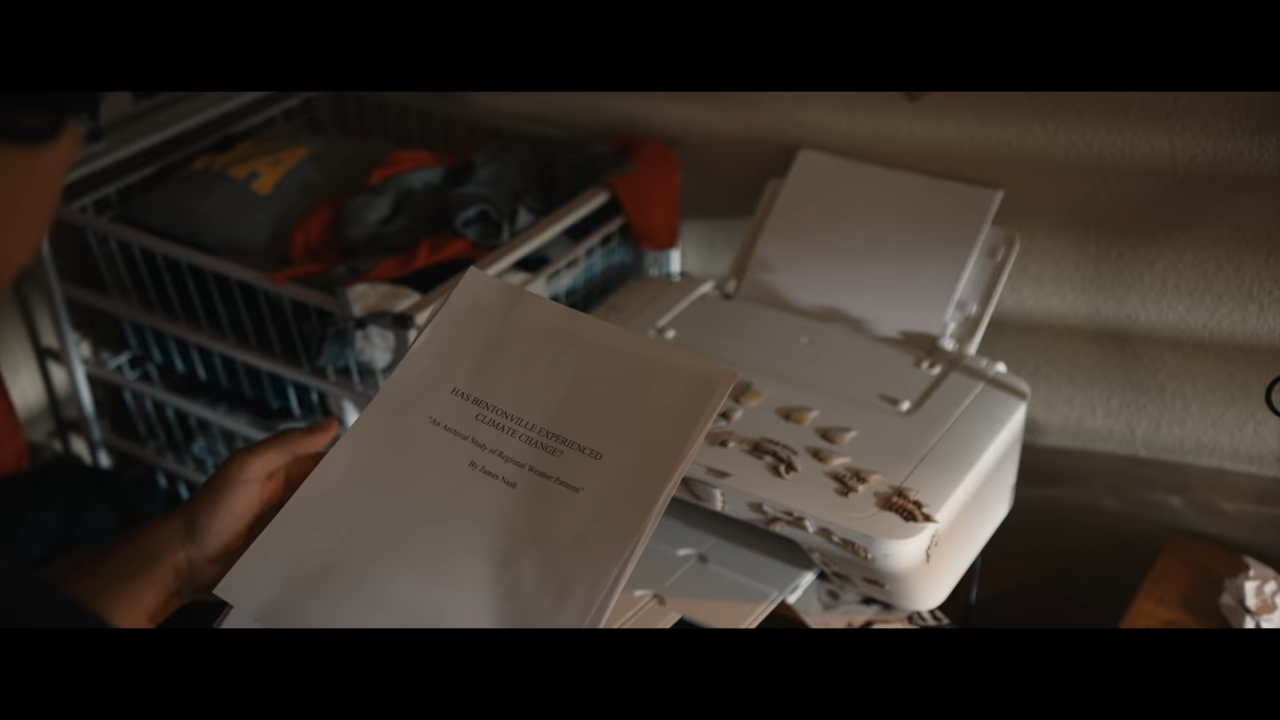 HAS BENTONVILLE EXPERIENCED
CLIMATE CHANGE?
"An Archival Study of Regional Weather Patterns"
By James Nash